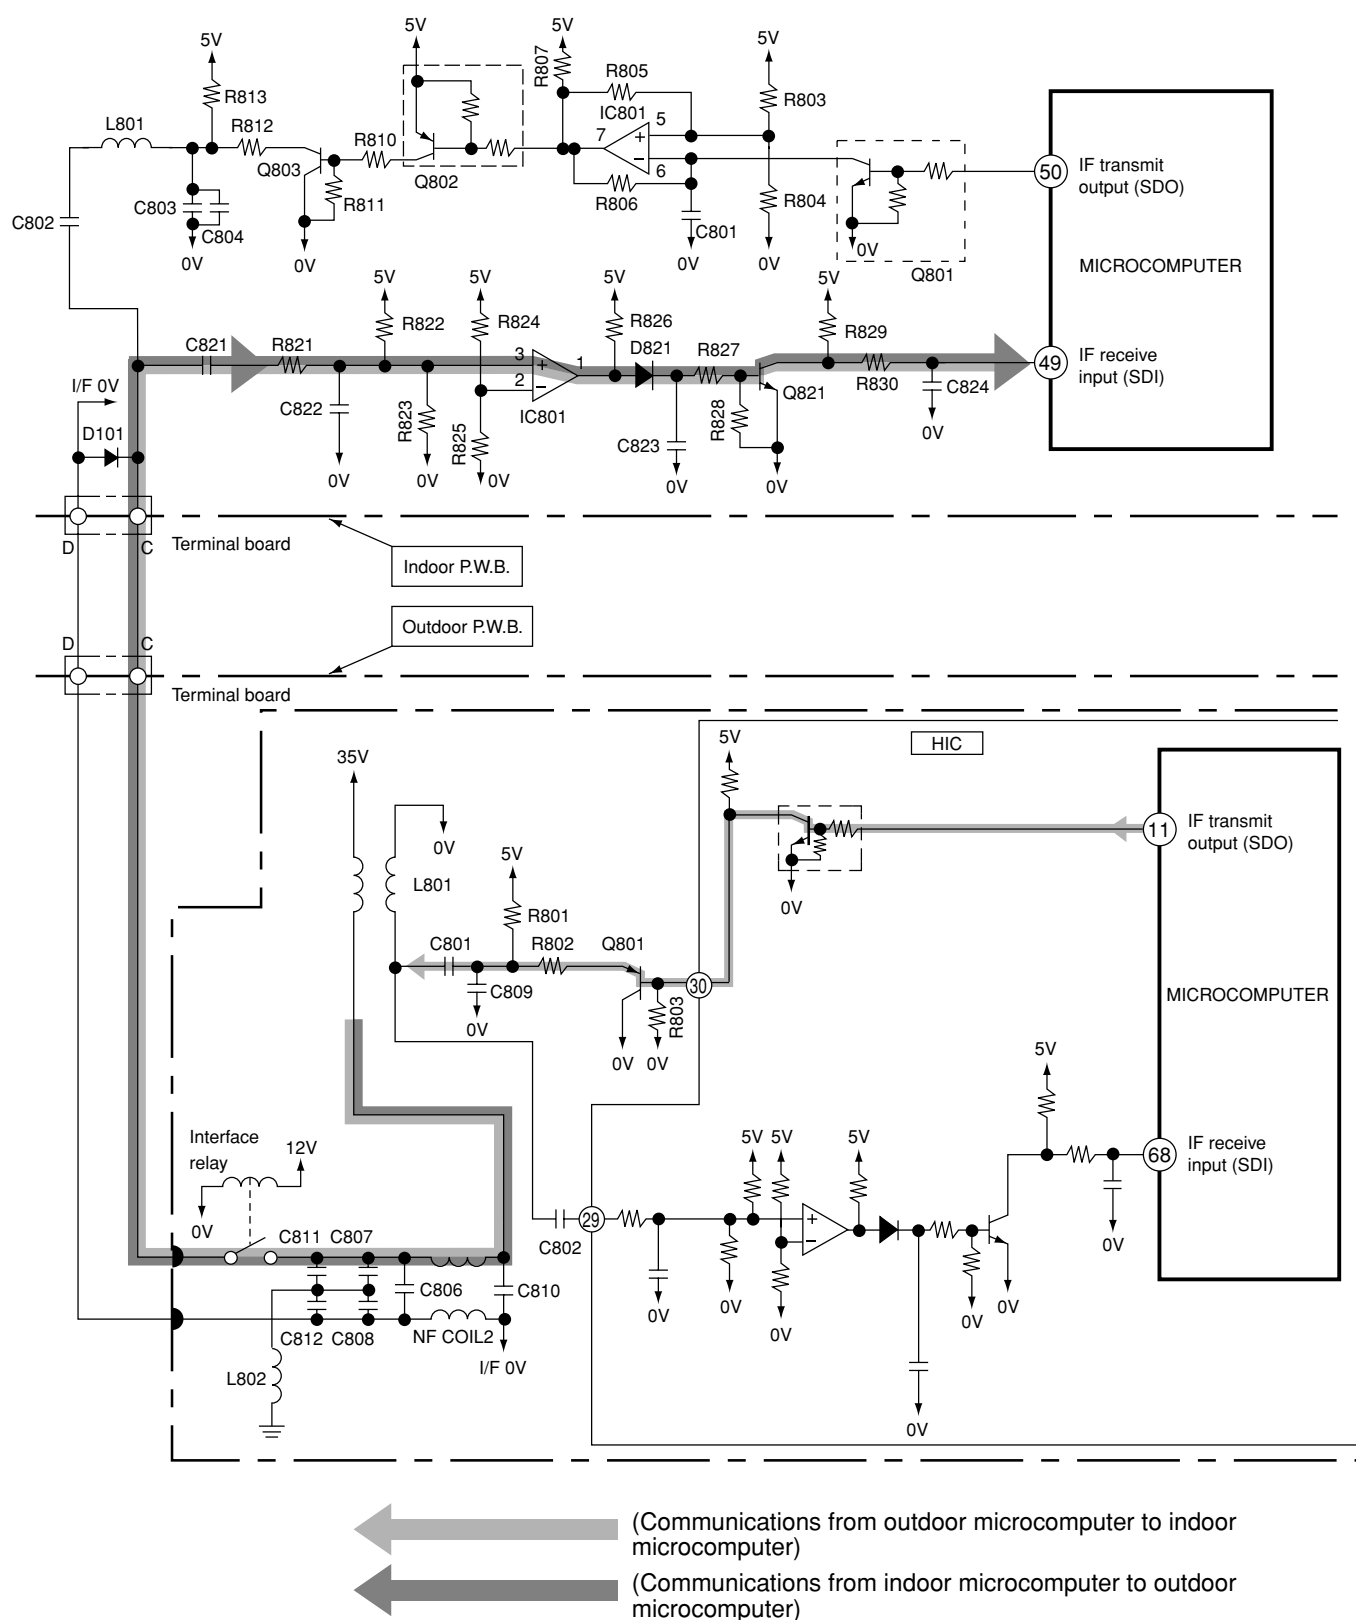 5V
5V
5V
5V
R807
R805
IC801
R803
R813
L801
R812
R810
7
5
+
−
6
Q803
Q802
50
IF transmit
output (SDO)
R811
R806
R804
C803
C802
C804
C801
0V
0V
0V
0V
0V
Q801
MICROCOMPUTER
5V
5V
5V
5V
R822
R824
R826
R829
C821
R821
D821
R827
3
+
1
2
−
49
IF receive
input (SDI)
R830
Q821
C824
I/F 0V
C822
R823
IC801
R828
R825
C823
D101
0V
0V
0V
0V
0V
0V
D
C
Terminal board
Indoor P.W.B.
Outdoor P.W.B.
D
C
Terminal board
5V
HIC
35V
11
IF transmit
output (SDO)
0V
5V
L801
R801
0V
C801
R802
Q801
30
C809
R803
0V
0V
0V
MICROCOMPUTER
5V
Interface
relay
12V
5V
5V
5V
68
IF receive
input (SDI)
29
+
−
0V
C811
C807
C802
0V
C806
C810
0V
0V
0V
0V
C812
C808
NF COIL2
I/F 0V
L802
0V
(Communications from outdoor microcomputer to indoor
microcomputer)
(Communications from indoor microcomputer to outdoor
microcomputer)